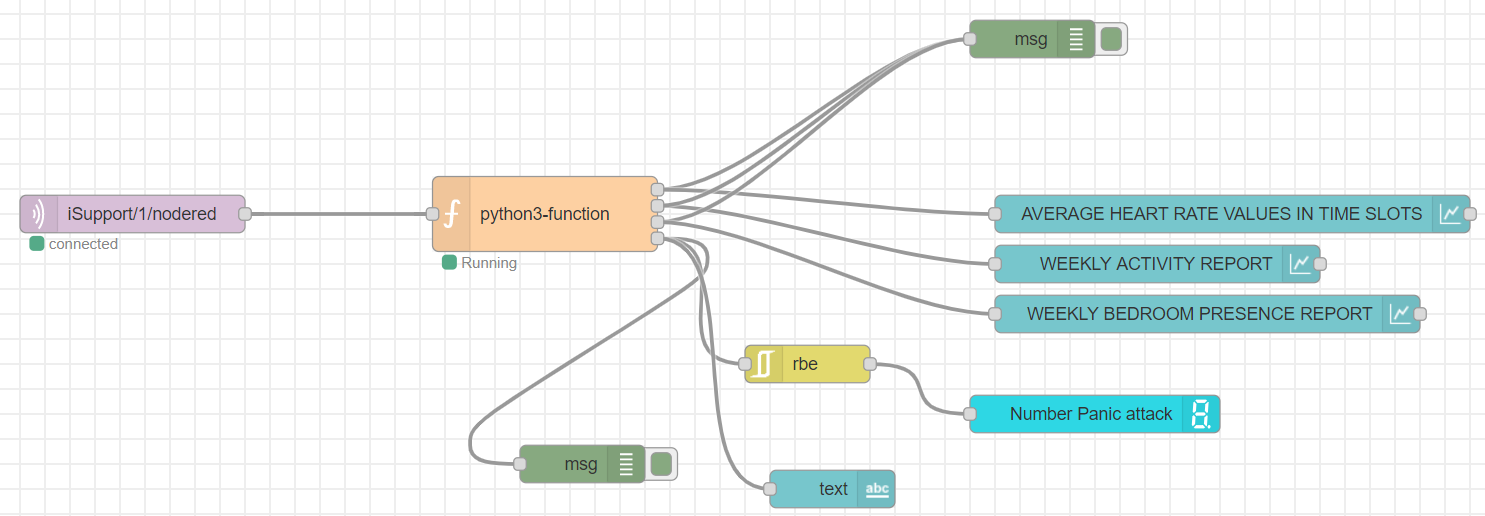 msg
iSupport/1/nodered
connected
python3-function
Running
AVERAGE HEART RATE VALUES IN TIME SLOTS
WEEKLY ACTIVITY REPORT
WEEKLY BEDROOM PRESENCE REPORT
rbe
Number Panic attack
8.
msg
text
abc